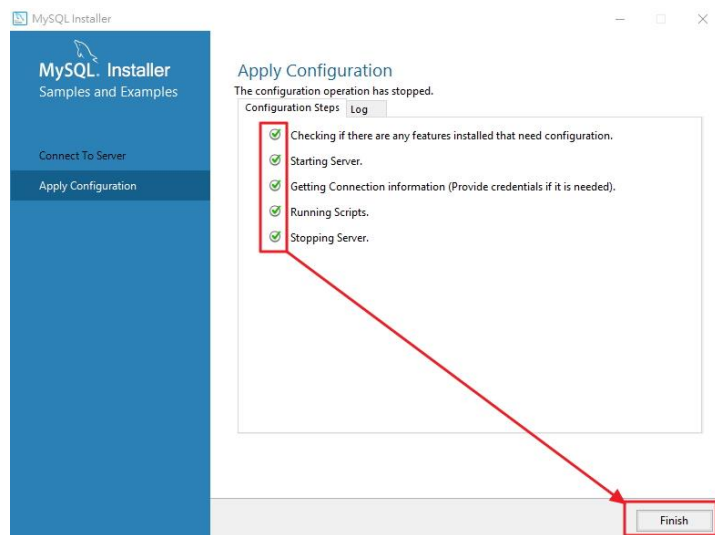 MySQL Installer
MySQL. Installer
Samples and Examples
Connect To Server
Apply Configuration
Apply Configuration
The configuration operation has stopped.
Configuration Steps Log
Checking if there are any features installed that need configuration.
Starting Server.
Getting Connection information (Provide credentials if it is needed).
Running Scripts.
Stopping Server.
Finish